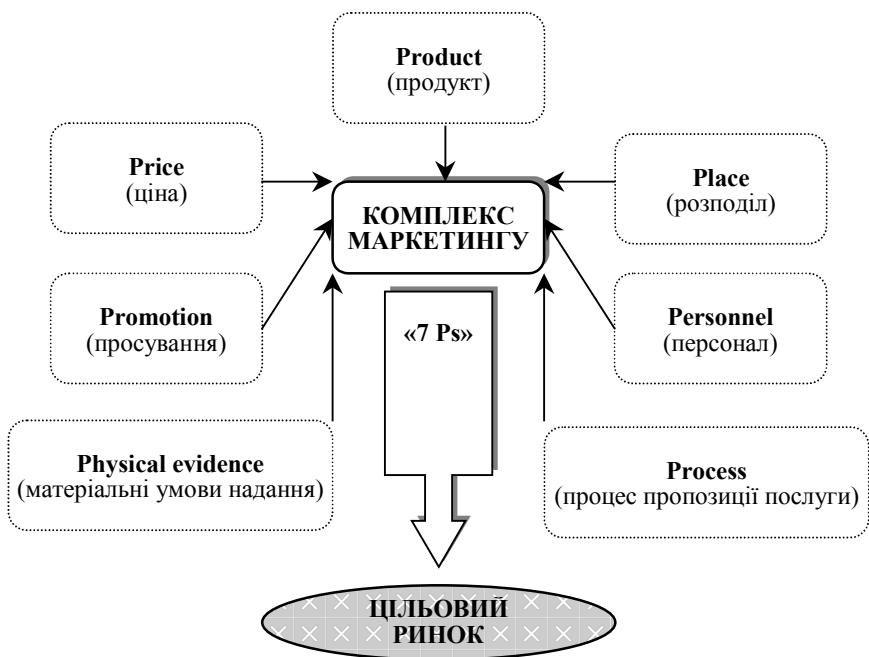 Product
(продукт)
Price
(ціна)
Place
(розподіл)
КОМПЛЕКС
МАРКЕТИНГУ
Promotion
(просування)
«7 Ps»
Personnel
(персонал)
Physical evidence
(матеріальні умови надання)
Process
(процес пропозиції послуги)
ЦІЛЬОВИЙ
РИНОК